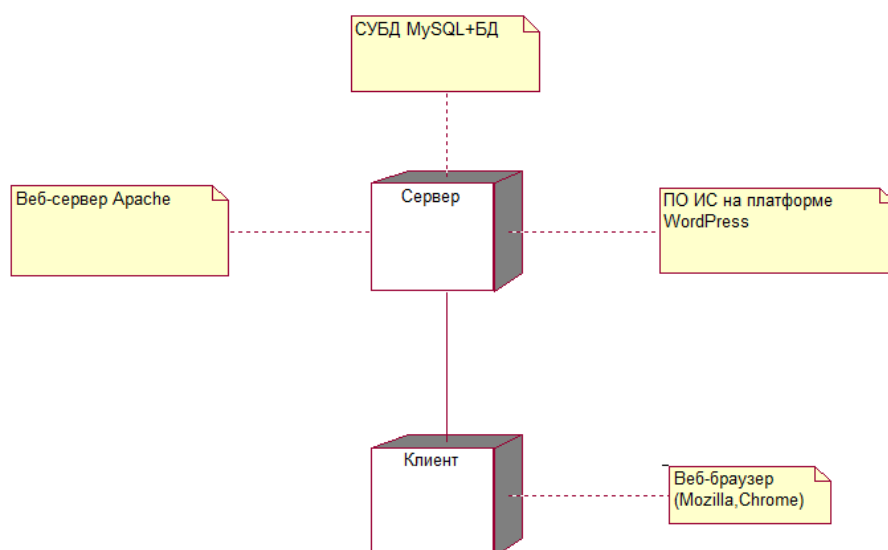 СУБД MySQL+БД
Веб-сервер Apache
Сервер
ПО ИС на платформе
WordPress
Клиент
Веб-браузер
(Mozilla,Chrome)